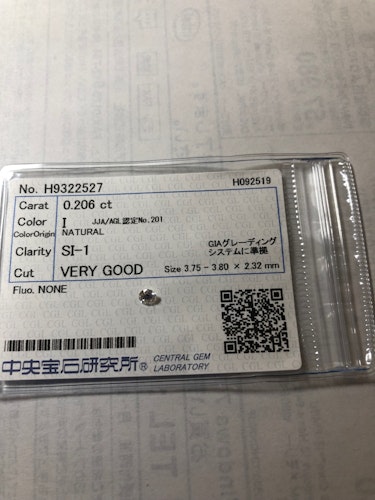 No. H9322527 H092519
Carat 0.206 ct
Color I JJA/AGL認定No.201
ColorOrigin NATURAL
Clarity SI-1 GIAグレーディング
システムに準拠
Cut VERY GOOD Size 3.75 - 3.80 × 2.32 mm
Fluo. NONE
中央宝石研究所® CENTRAL GEM
LABORATORY